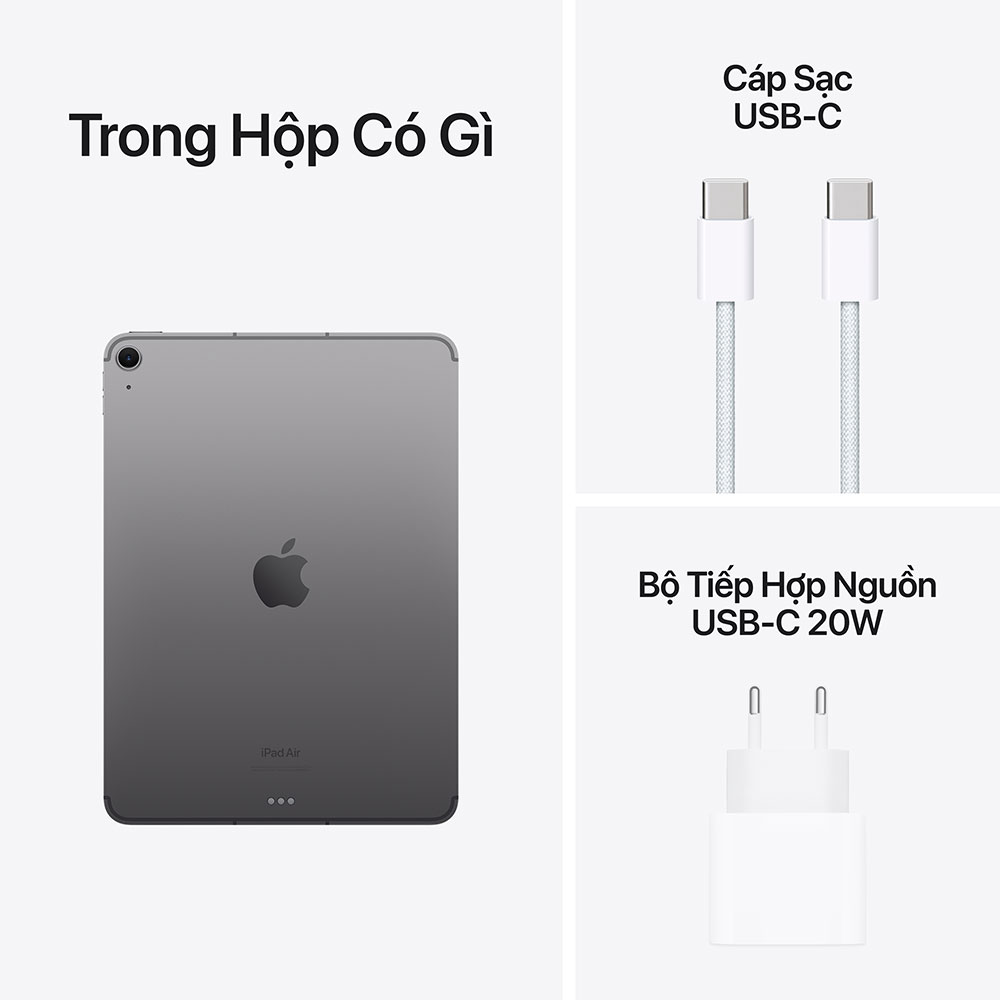 Trong Hộp Có Gì
iPad Air
Cáp Sạc
USB-C
Bộ Tiếp Hợp Nguồn
USB-C 20W